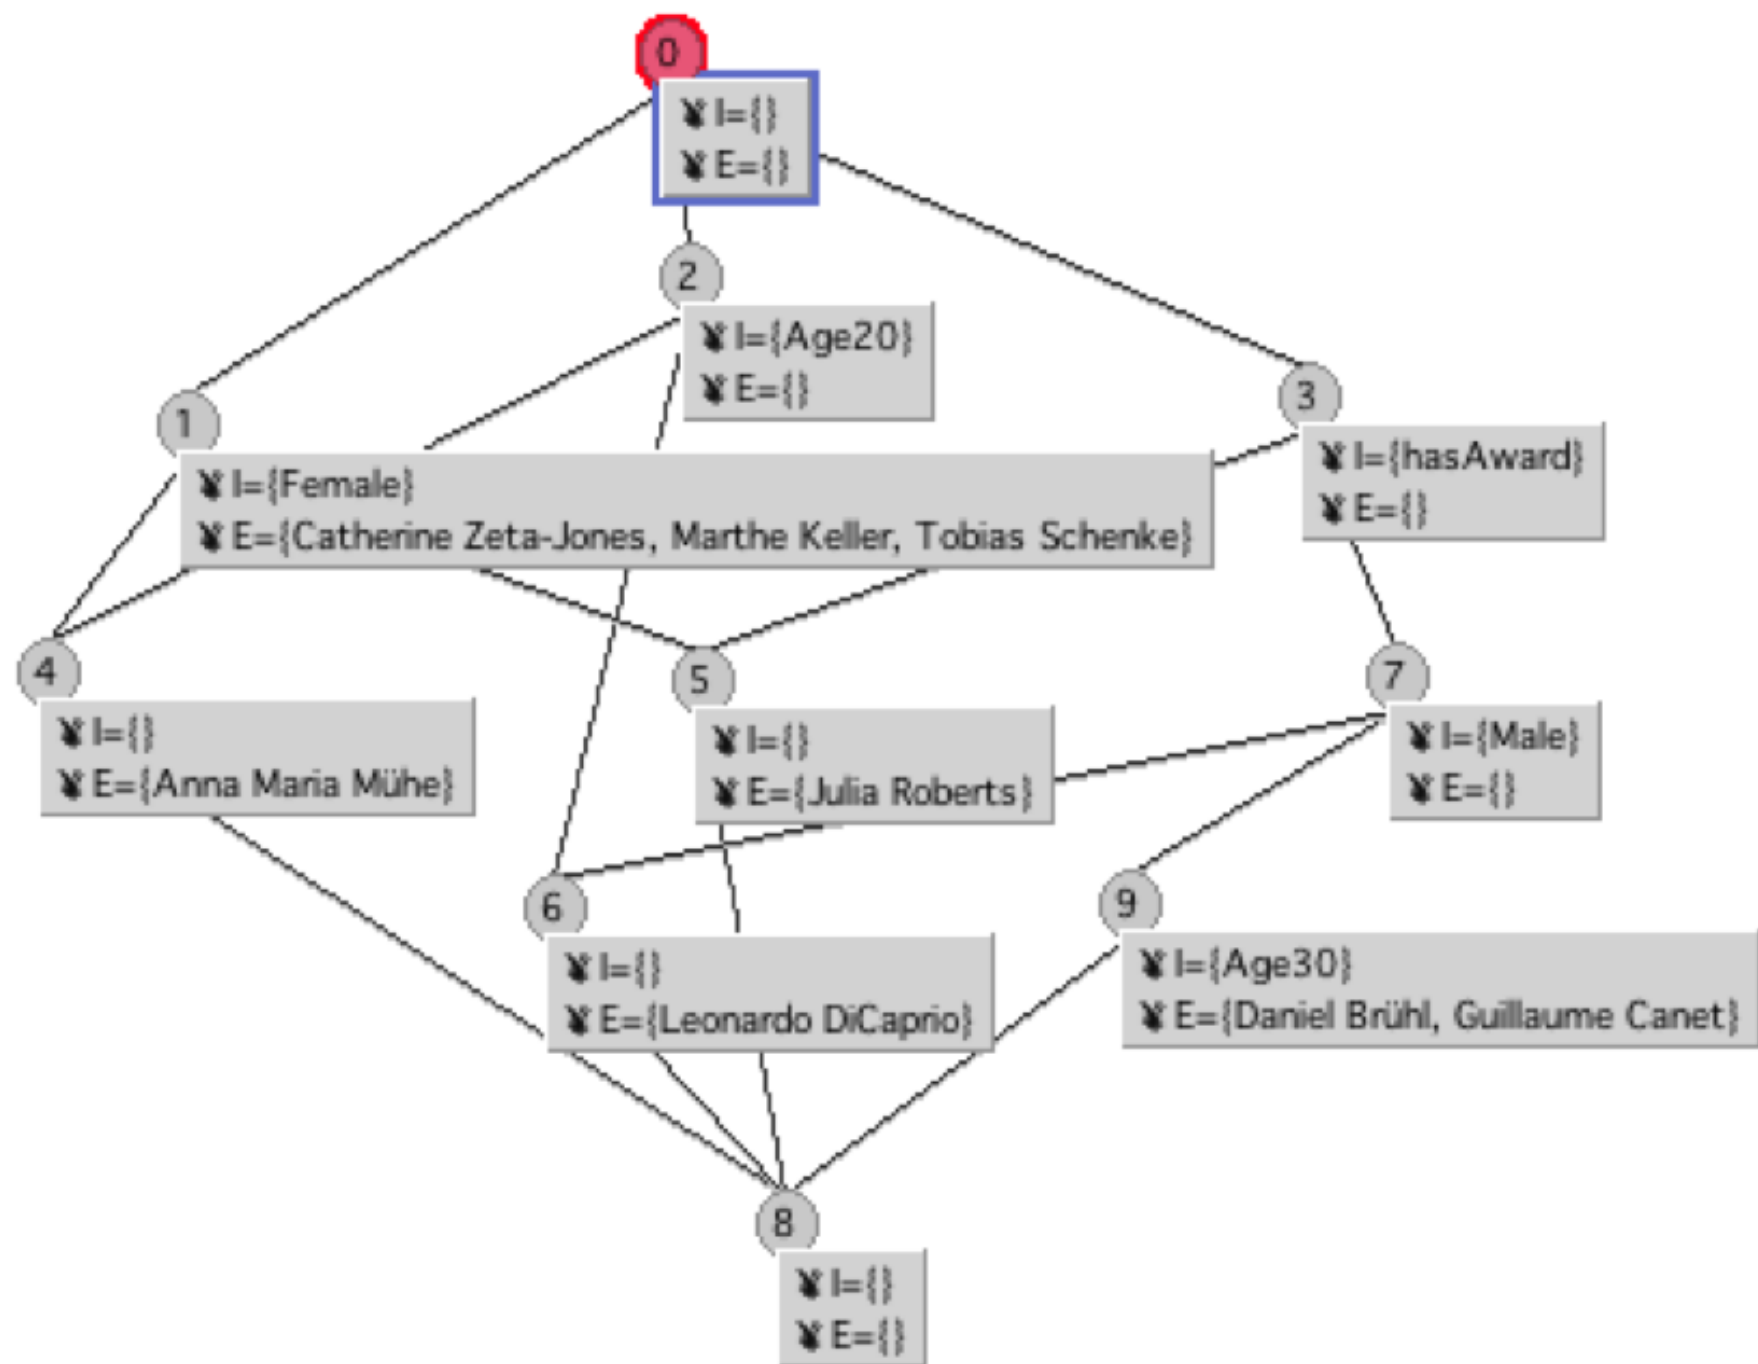 0
I={}
E={}
2
I={Age20}
E={}
3
I={hasAward}
E={}
1
I={Female}
E={Catherine Zeta-Jones, Marthe Keller, Tobias Schenke}
4
I={}
E={Anna Maria Mühe}
5
I={}
E={Julia Roberts}
7
I={Male}
E={}
6
I={}
E={Leonardo DiCaprio}
9
I={Age30}
E={Daniel Brühl, Guillaume Canet}
8
I={}
E={}